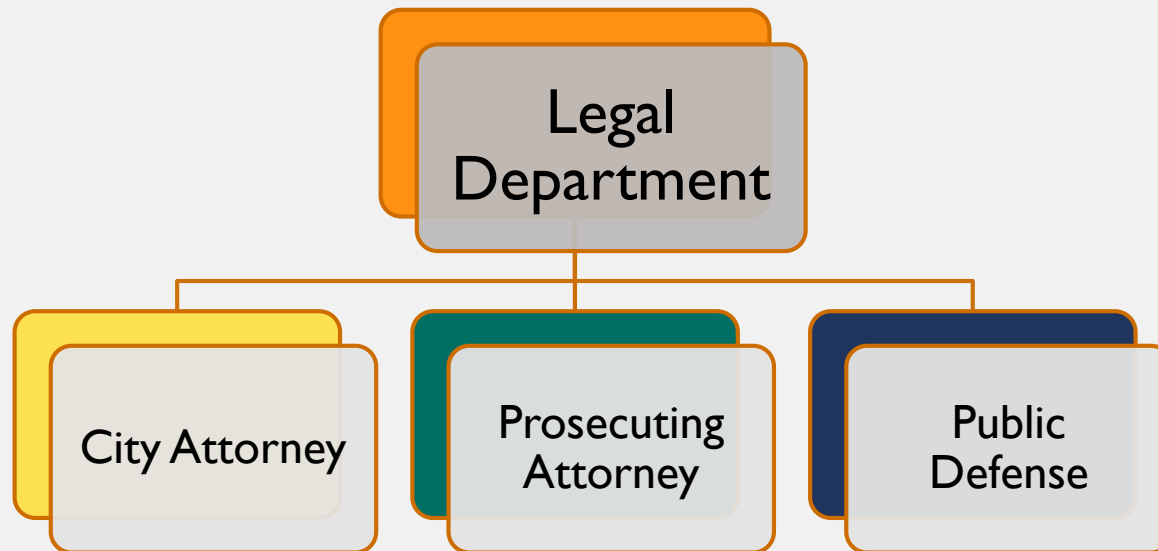 Legal
Department
City Attorney
Prosecuting
Attorney
Public
Defense